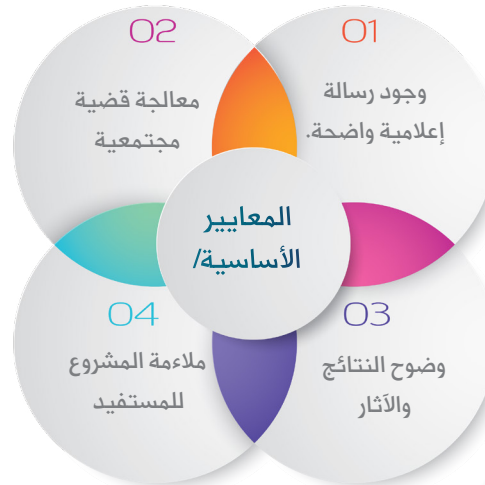 01
وجود رسالة
إعلامية واضحة.
02
معالجة قضية
مجتمعية
المعايير
الأساسية/
03
وضوح النتائج
والآثار
04
ملاءمة المشروع
للمستفيد